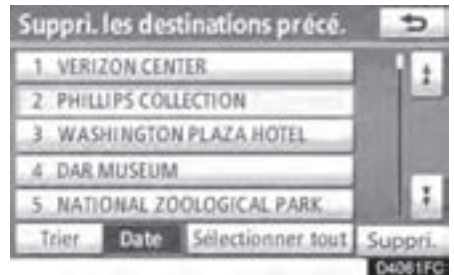 Suppri. les destinations précé.
1 VERIZON CENTER
2 PHILLIPS COLLECTION
3 WASHINGTON PLAZA HOTEL
4 DAR MUSEUM
5 NATIONAL ZOOLOGICAL PARK
Trier Date Sélectionner tout Suppri.
D4061FC